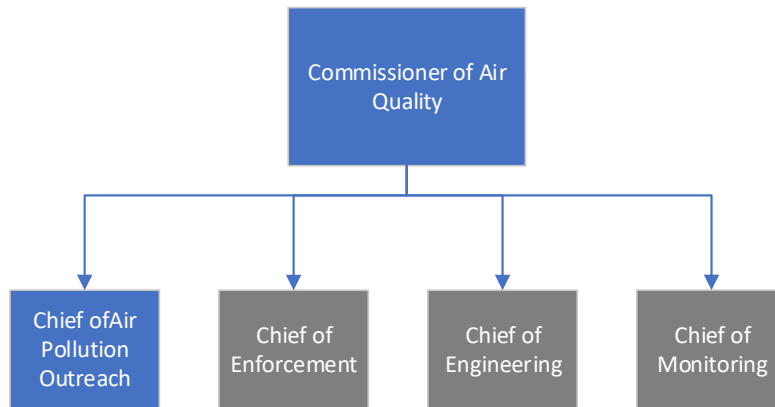 Commissioner of Air
Quality
Chief ofAir
Pollution
Outreach
Chief of
Enforcement
Chief of
Engineering
Chief of
Monitoring